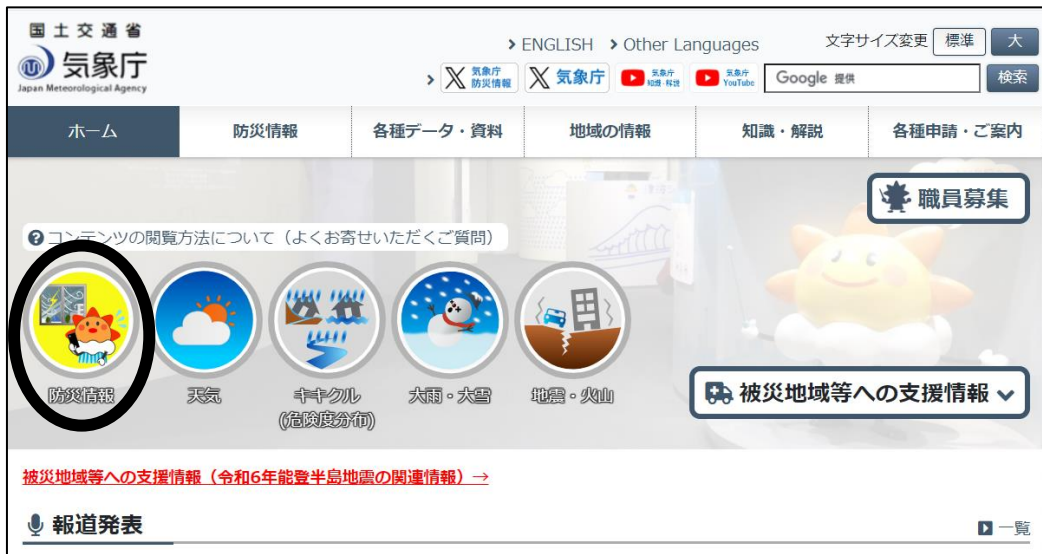 国土交通省
気象庁
Japan Meteorological Agency
ENGLISH Other Languages 文字サイズ変更 標準 大
気象庁 防災情報 気象庁 気象庁 知識・解説 気象庁 YouTube Google 提供 検索
ホーム 防災情報 各種データ・資料 地域の情報 知識・解説 各種申請・ご案内
職員募集
コンテンツの閲覧方法について（よくお寄せいただくご質問）
防災情報 天気 キキクル 大雨・大雪 地震・火山
(危険度分布)
被災地域等への支援情報
被災地域等への支援情報（令和6年能登半島地震の関連情報）→
報道発表 一覧